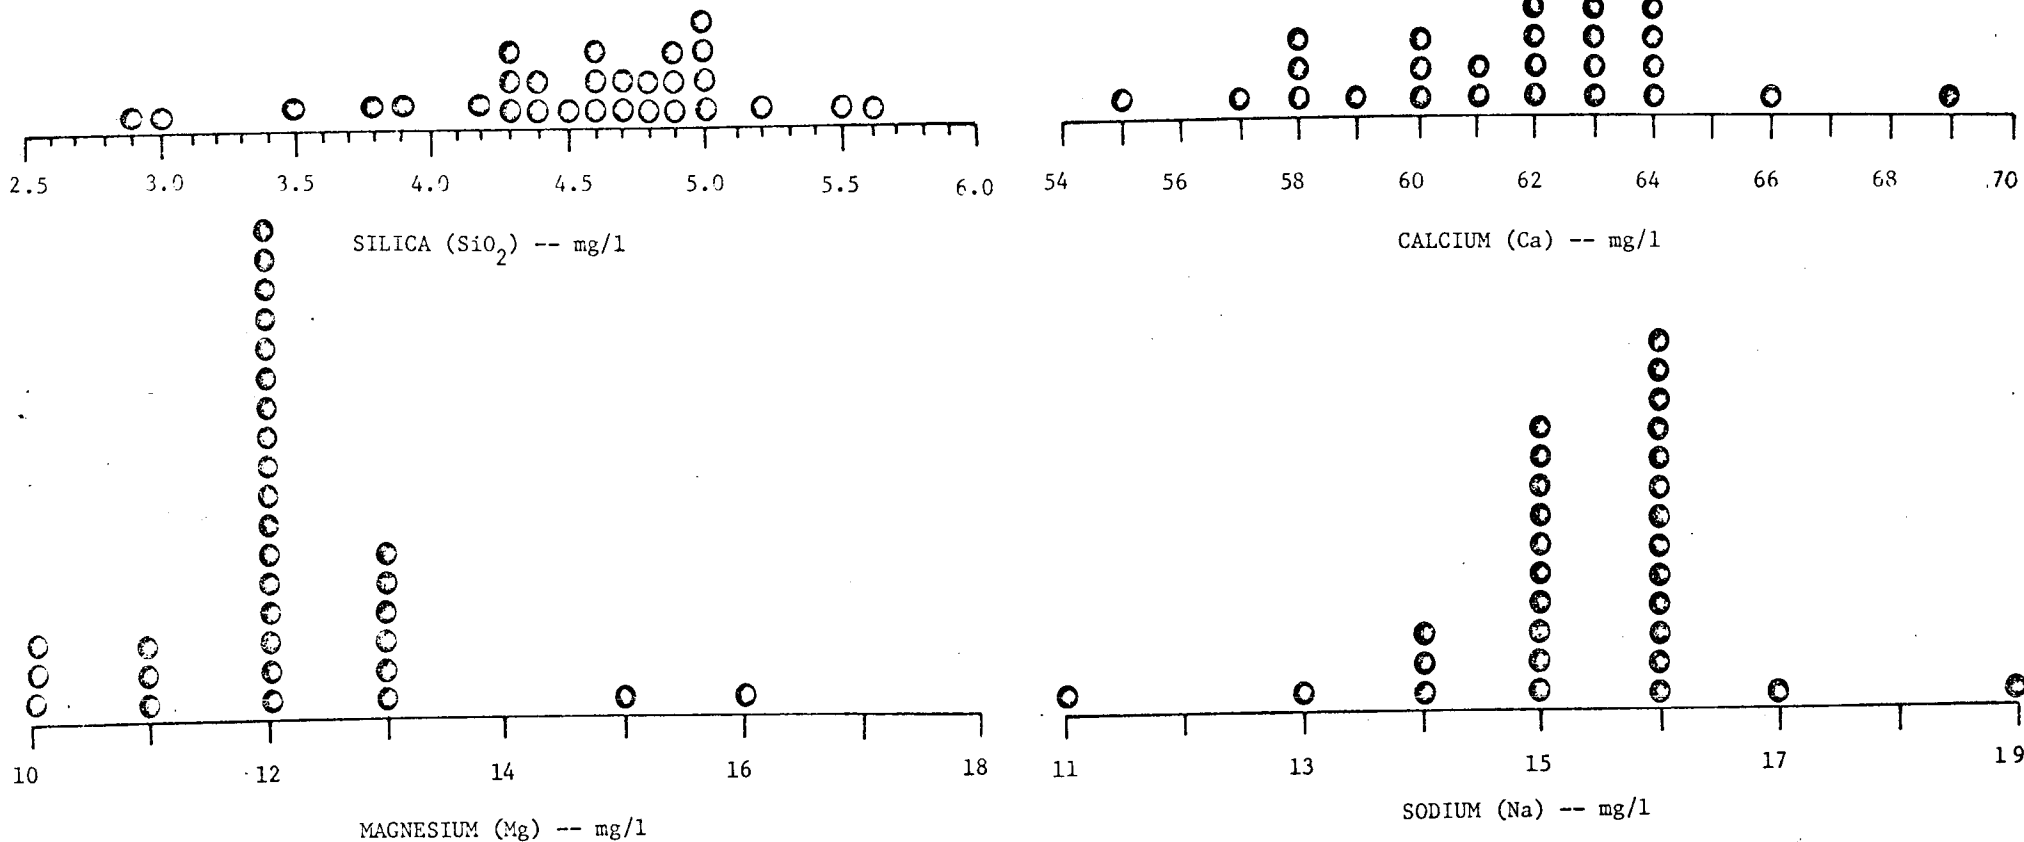 2.5 3.0 3.5 4.0 4.5 5.0 5.5 6.0
SILICA (SiO2) -- mg/l
54 56 58 60 62 64 66 68 70
CALCIUM (Ca) -- mg/l
10 12 14 16 18
MAGNESIUM (Mg) -- mg/l
11 13 15 17 19
SODIUM (Na) -- mg/l